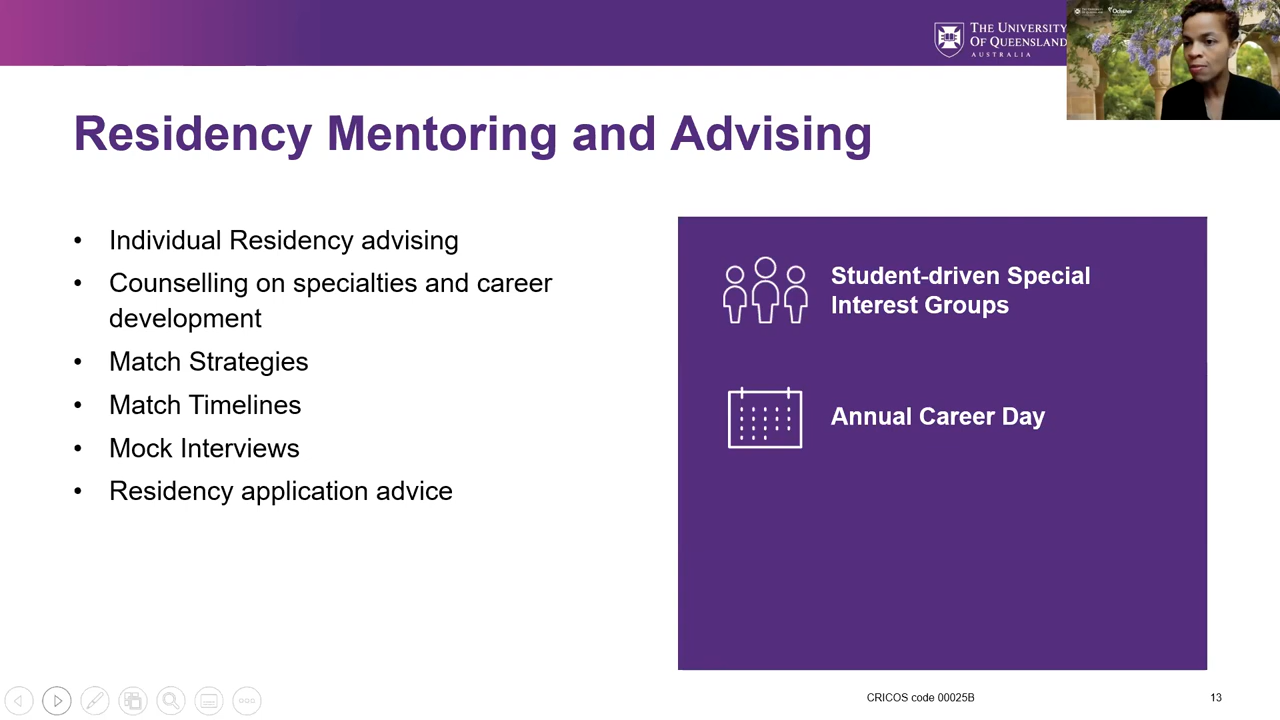 THE UNIVERSITY
OF QUEENSLAND
AUSTRALIA
Ochsner
Residency Mentoring and Advising
• Individual Residency advising
• Counselling on specialties and career
development
• Match Strategies
• Match Timelines
• Mock Interviews
• Residency application advice
Student-driven Special
Interest Groups
Annual Career Day
CRICOS code 00025B
13